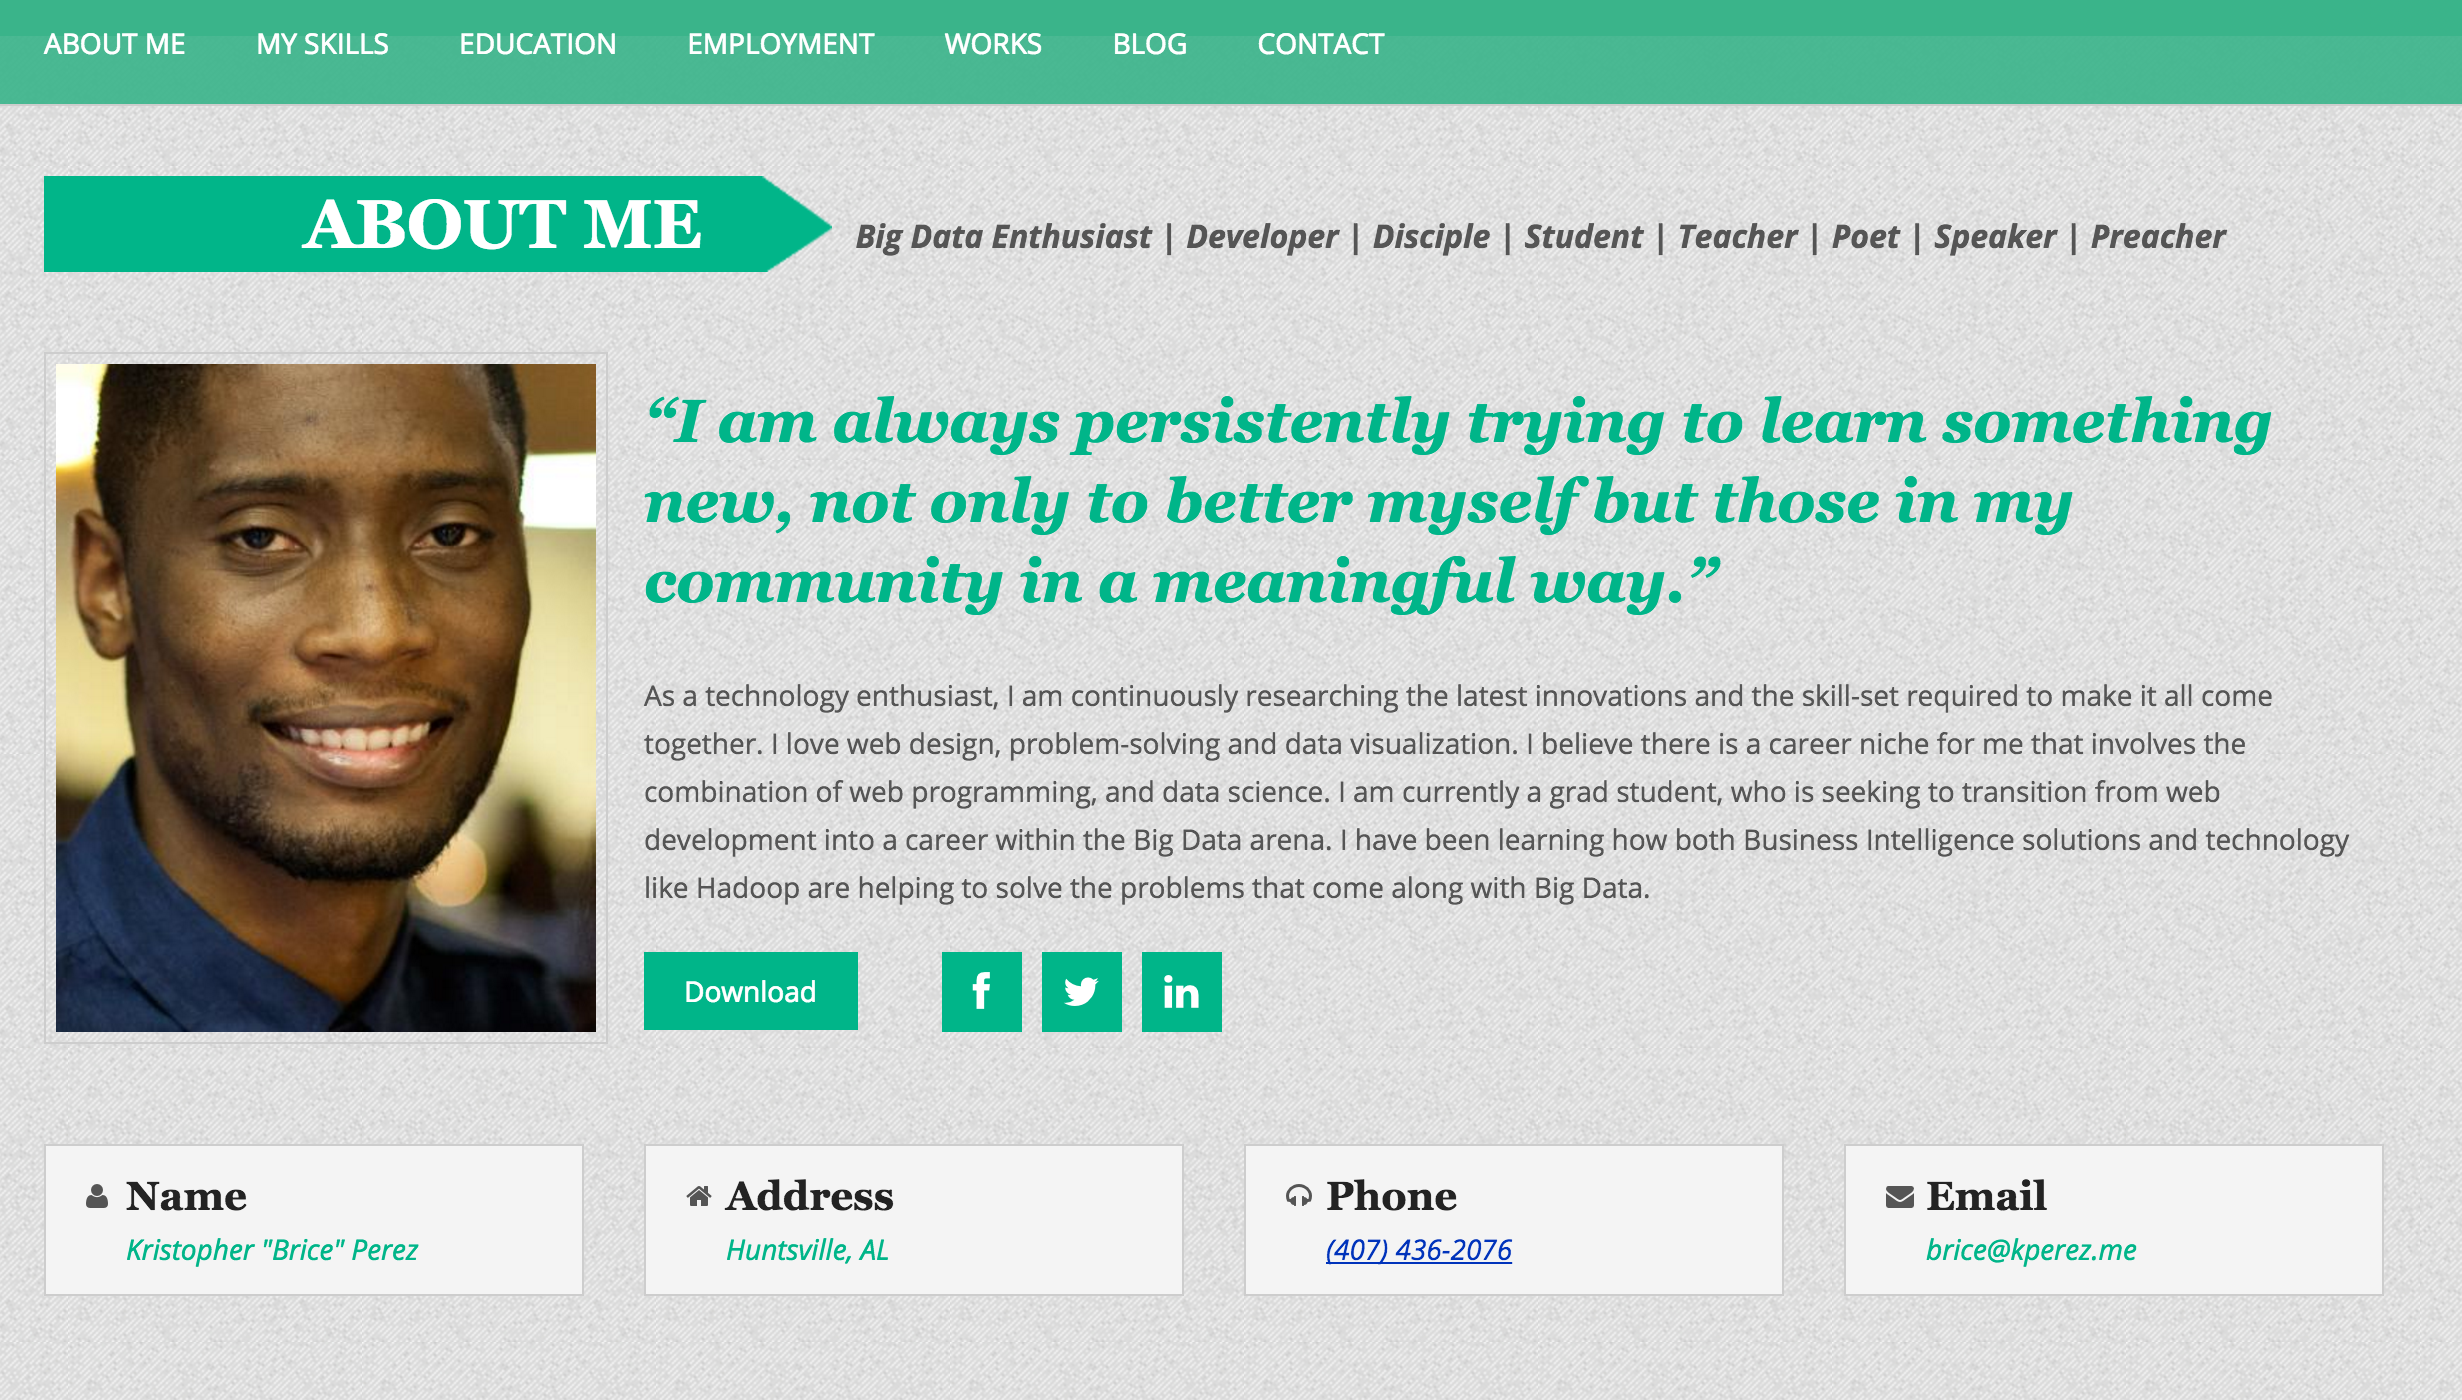 ABOUT ME MY SKILLS EDUCATION EMPLOYMENT WORKS BLOG CONTACT
ABOUT ME
Big Data Enthusiast | Developer | Disciple | Student | Teacher | Poet | Speaker | Preacher
“I am always persistently trying to learn something
new, not only to better myself but those in my
community in a meaningful way.”
As a technology enthusiast, I am continuously researching the latest innovations and the skill-set required to make it all come
together. I love web design, problem-solving and data visualization. I believe there is a career niche for me that involves the
combination of web programming, and data science. I am currently a grad student, who is seeking to transition from web
development into a career within the Big Data arena. I have been learning how both Business Intelligence solutions and technology
like Hadoop are helping to solve the problems that come along with Big Data.
Download f in
Name
Kristopher "Brice" Perez
Address
Huntsville, AL
Phone
(407) 436-2076
Email
brice@kperez.me